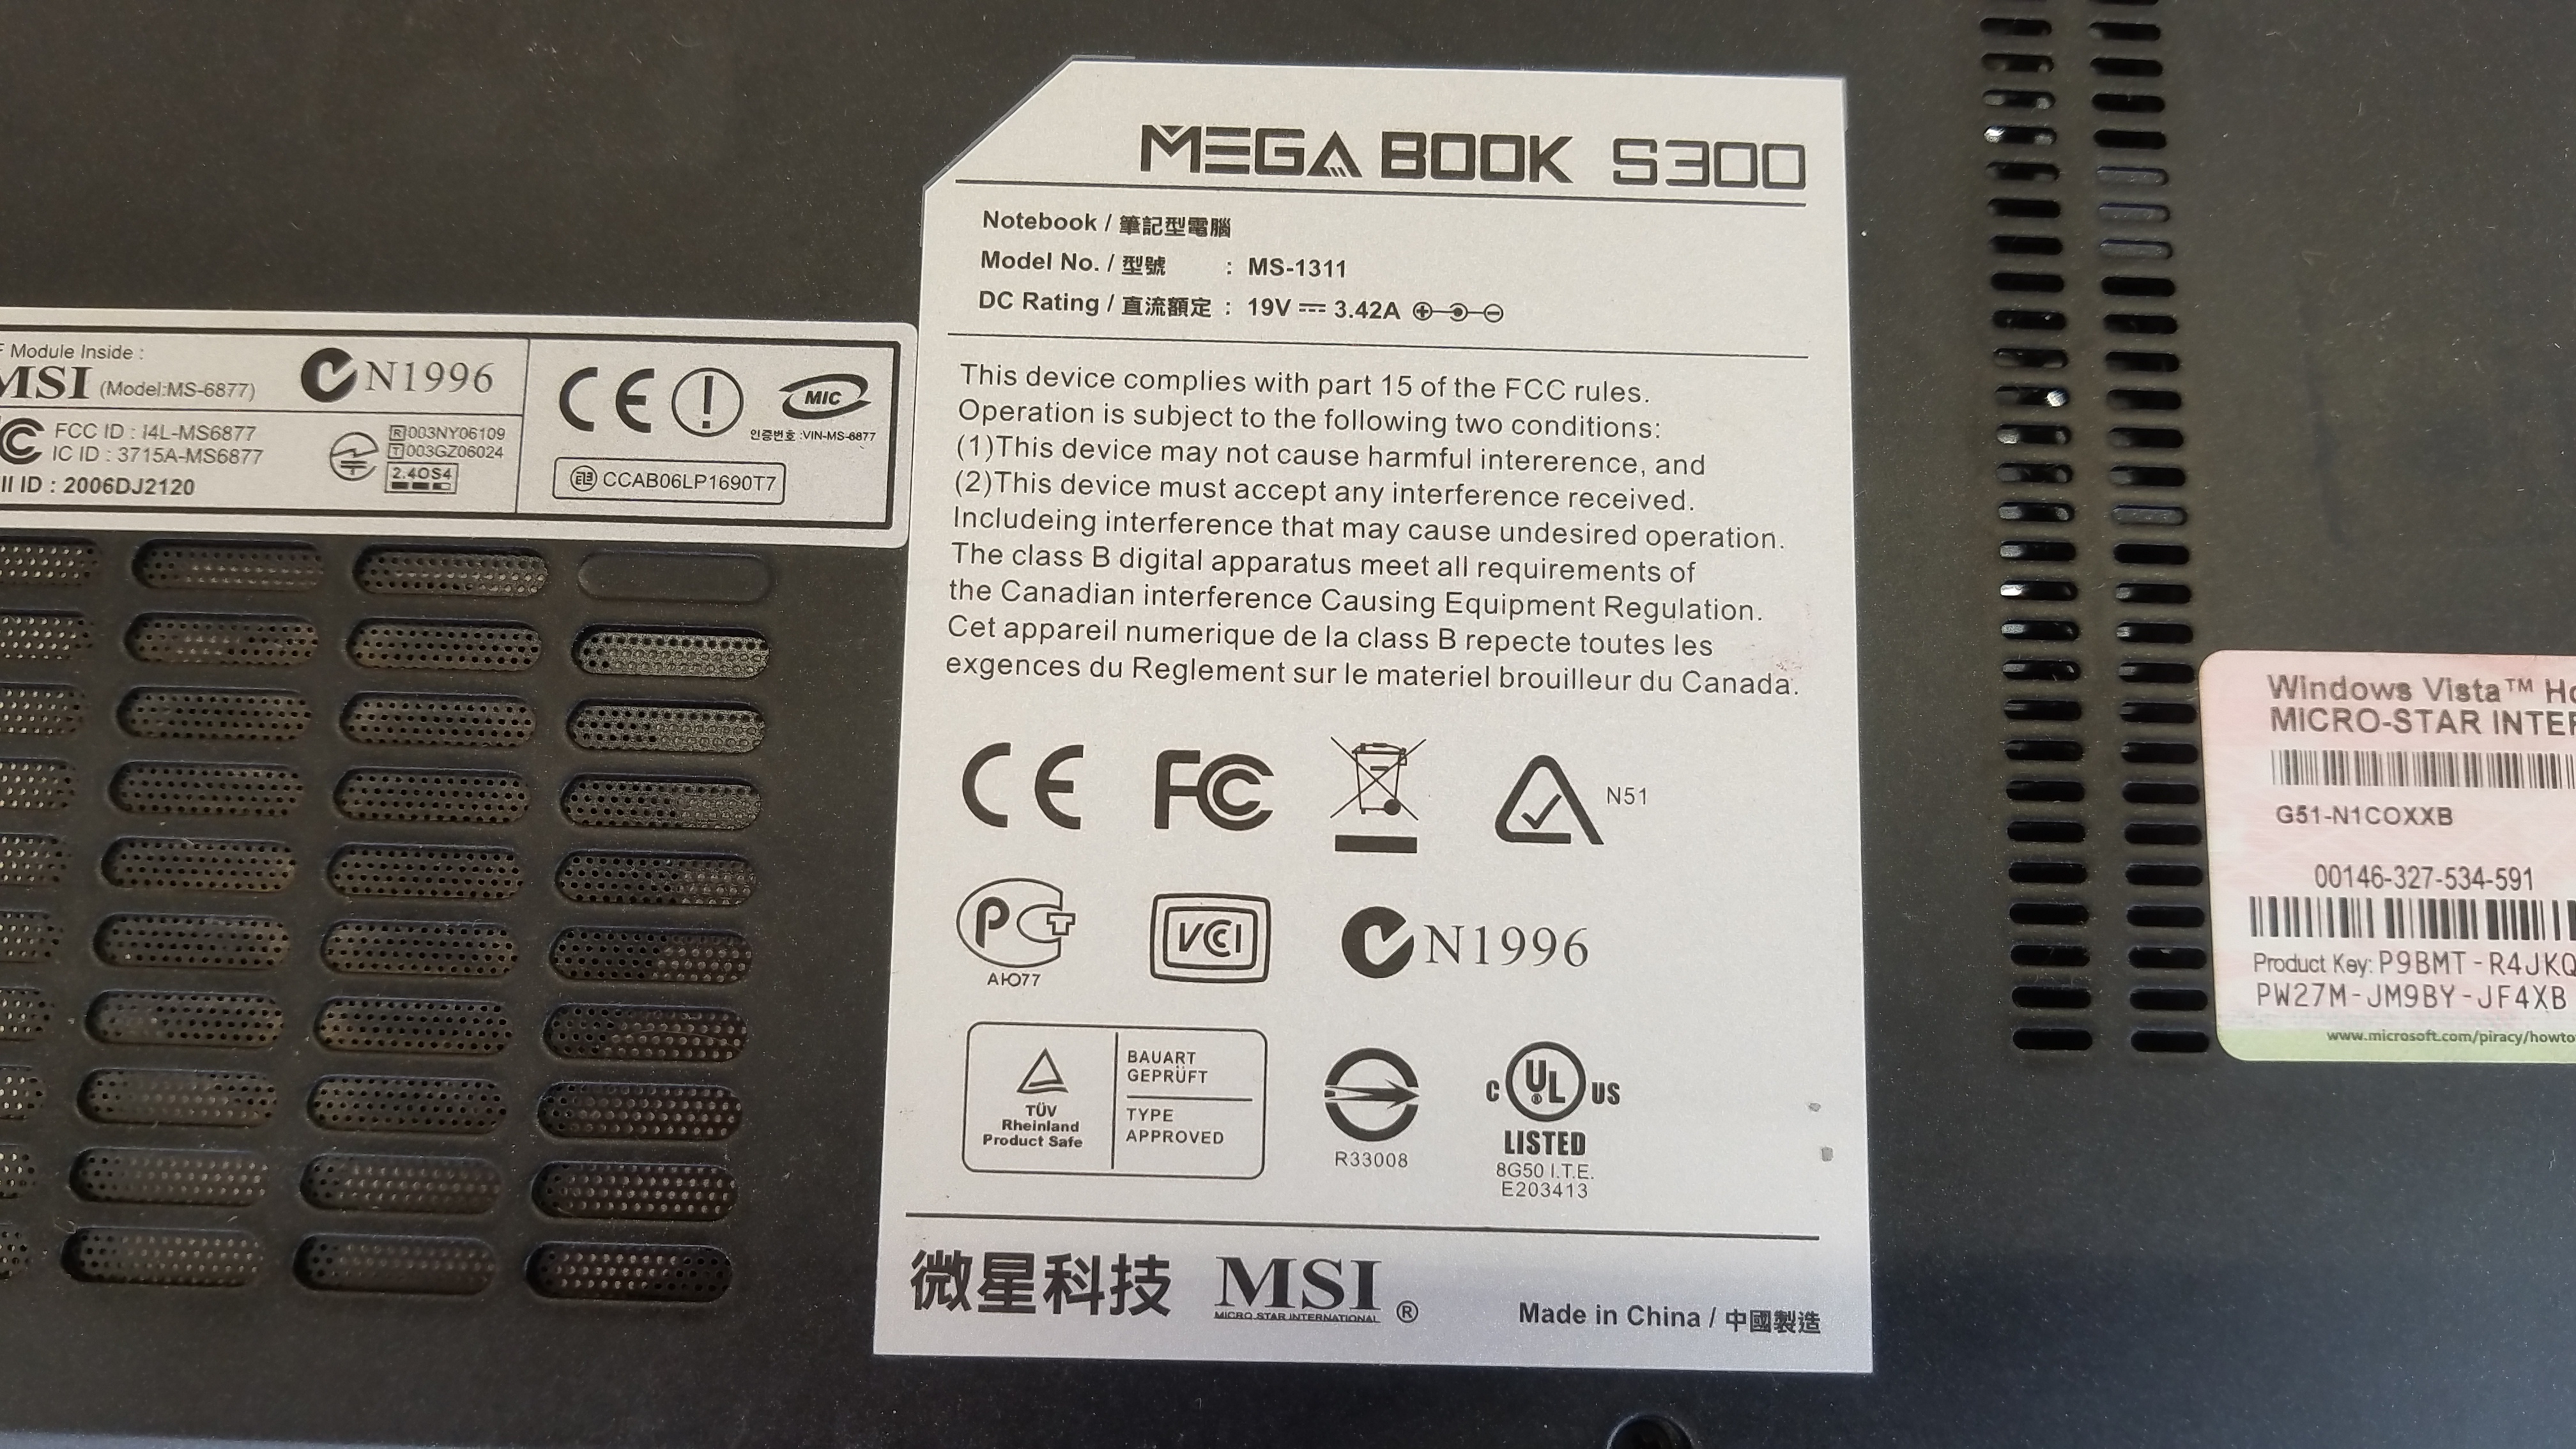 MEGA BOOK S300
Notebook / 筆記型電腦
Model No. / 型號 : MS-1311
DC Rating / 直流額定 : 19V 3.42A
This device complies with part 15 of the FCC rules.
Operation is subject to the following two conditions:
(1)This device may not cause harmful intererence, and
(2)This device must accept any interference received.
Includeing interference that may cause undesired operation.
The class B digital apparatus meet all requirements of
the Canadian interference Causing Equipment Regulation.
Cet appareil numerique de la class B repecte toutes les
exgences du Reglement sur le materiel brouilleur du Canada.
CE FC N51
PCT VCCI N1996
АЮ77
TÜV
Rheinland
Product Safe
BAUART
GEPRÜFT
TYPE
APPROVED
R33008
C UL ® US
LISTED
8G50 I.T.E.
E203413
微星科技 MSI ®
MICRO-STAR INTERNATIONAL
Made in China / 中國製造
Module Inside :
MSI (Model:MS-6877)
N1996
FCC ID : I4L-MS6877
IC ID : 3715A-MS6877
ID : 2006DJ2120
R 003NY06109
T 003GZ06024
2.4OS4
CE MIC
인증번호 :VIN-MS-6877
CCAB06LP1690T7
Windows Vista™
MICRO-STAR
G51-N1COXXB
00146-327-534-591
Product Key: P9BMT-R4JKQ
PW27M-JM9BY-JF4XB
www.microsoft.com/piracy/howto